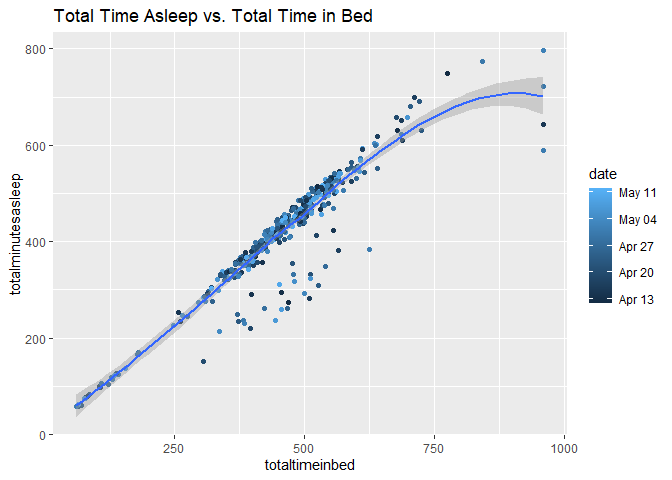 Total Time Asleep vs. Total Time in Bed
800
600
400
200
0
totalminutesasleep
250
500
750
1000
totaltimeinbed
date
May 11
May 04
Apr 27
Apr 20
Apr 13